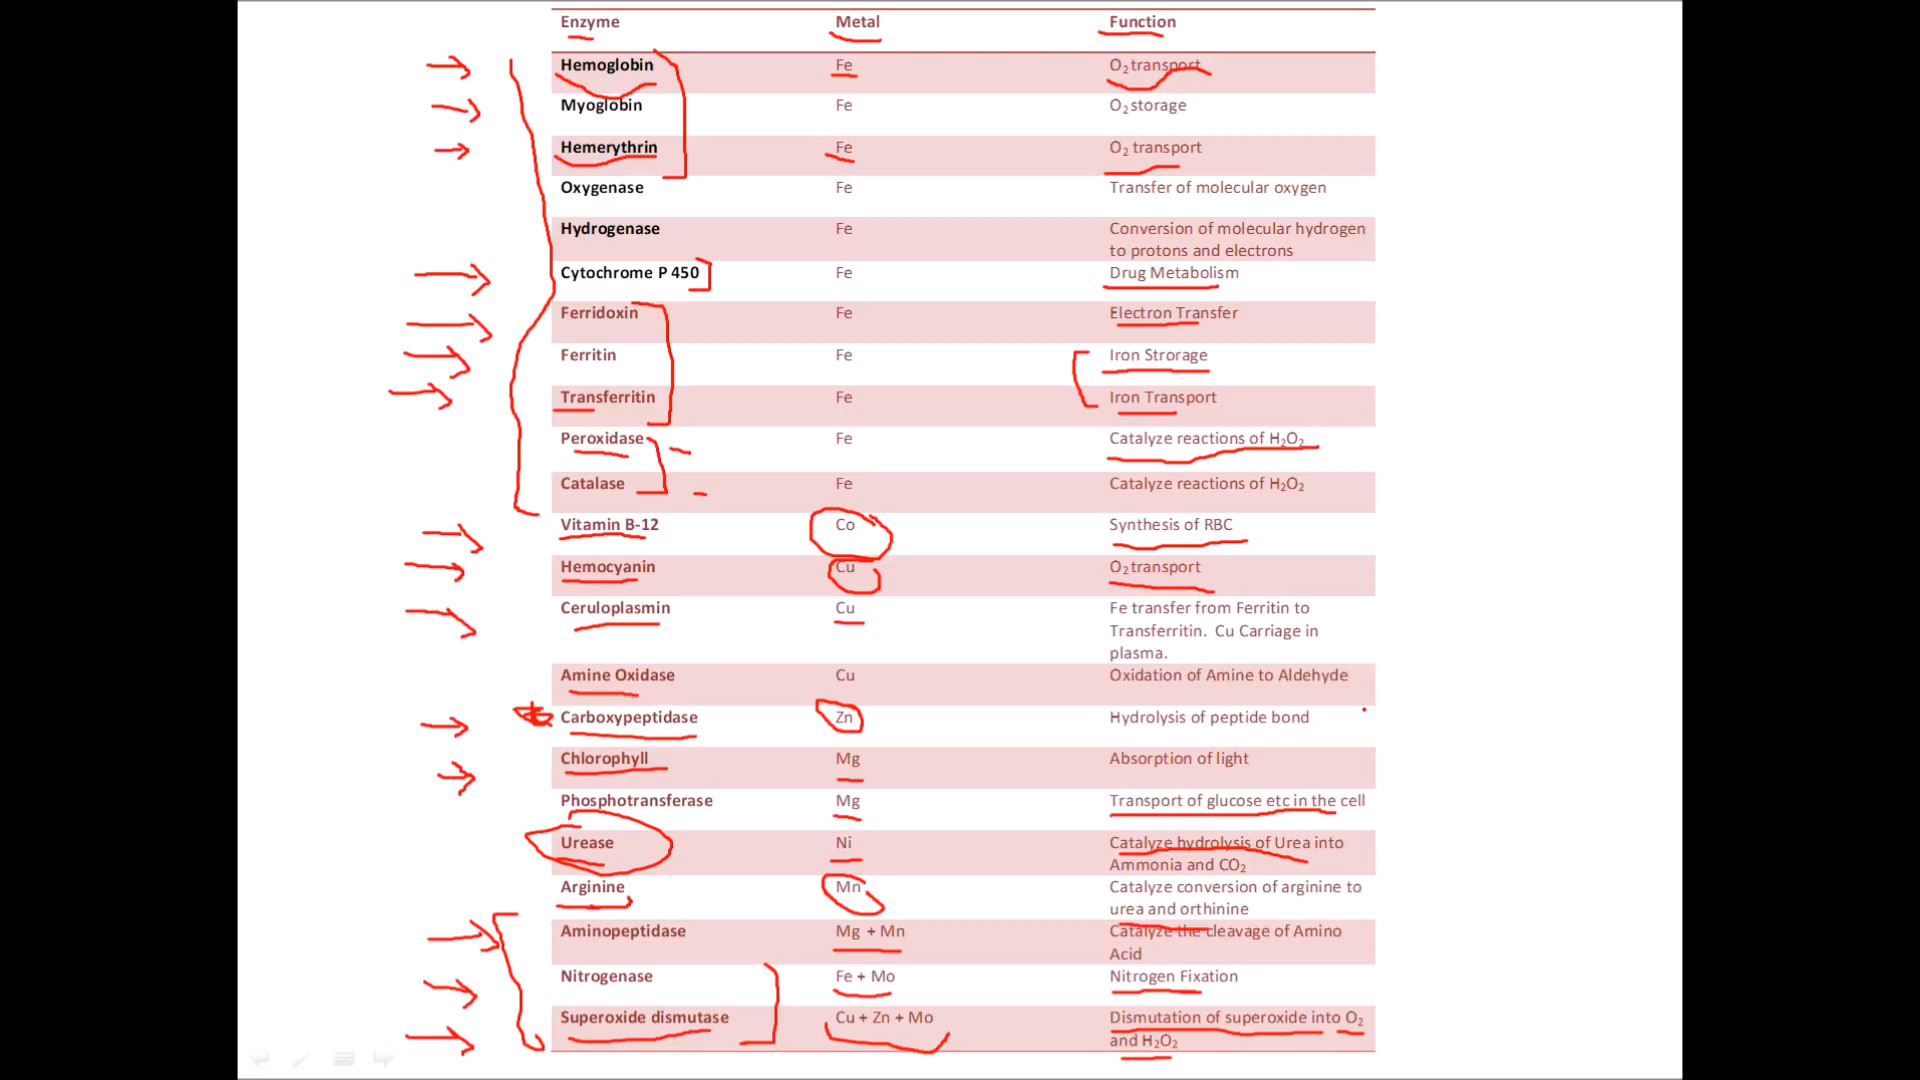 Enzyme Metal Function
Hemoglobin Fe O₂ transport
Myoglobin Fe O₂ storage
Hemerythrin Fe O₂ transport
Oxygenase Fe Transfer of molecular oxygen
Hydrogenase Fe Conversion of molecular hydrogen
to protons and electrons
Cytochrome P 450 Fe Drug Metabolism
Ferridoxin Fe Electron Transfer
Ferritin Fe Iron Strorage
Transferritin Fe Iron Transport
Peroxidase Fe Catalyze reactions of H₂O₂
Catalase Fe Catalyze reactions of H₂O₂
Vitamin B-12 Co Synthesis of RBC
Hemocyanin Cu O₂ transport
Ceruloplasmin Cu Fe transfer from Ferritin to
Transferritin. Cu Carriage in
plasma.
Amine Oxidase Cu Oxidation of Amine to Aldehyde
Carboxypeptidase Zn Hydrolysis of peptide bond
Chlorophyll Mg Absorption of light
Phosphotransferase Mg Transport of glucose etc in the cell
Urease Ni Catalyze hydrolysis of Urea into
Ammonia and CO₂
Arginine Mn Catalyze conversion of arginine to
urea and orthinine
Aminopeptidase Mg + Mn Catalyze the cleavage of Amino
Acid
Nitrogenase Fe + Mo Nitrogen Fixation
Superoxide dismutase Cu + Zn + Mo Dismutation of superoxide into O₂
and H₂O₂